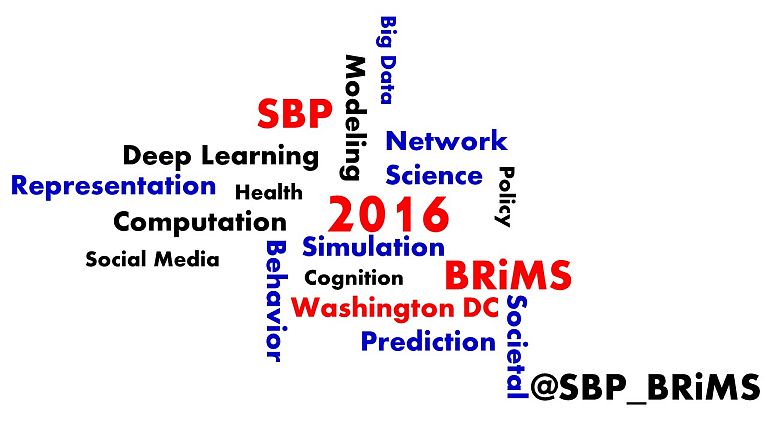 Big Data
Modeling
SBP
Network
Science
Deep Learning
Representation
Health
Policy
2016
Computation
Simulation
Behavior
Social Media
Cognition
BRiMS
Washington DC
Societal
Prediction
@SBP_BRiMS